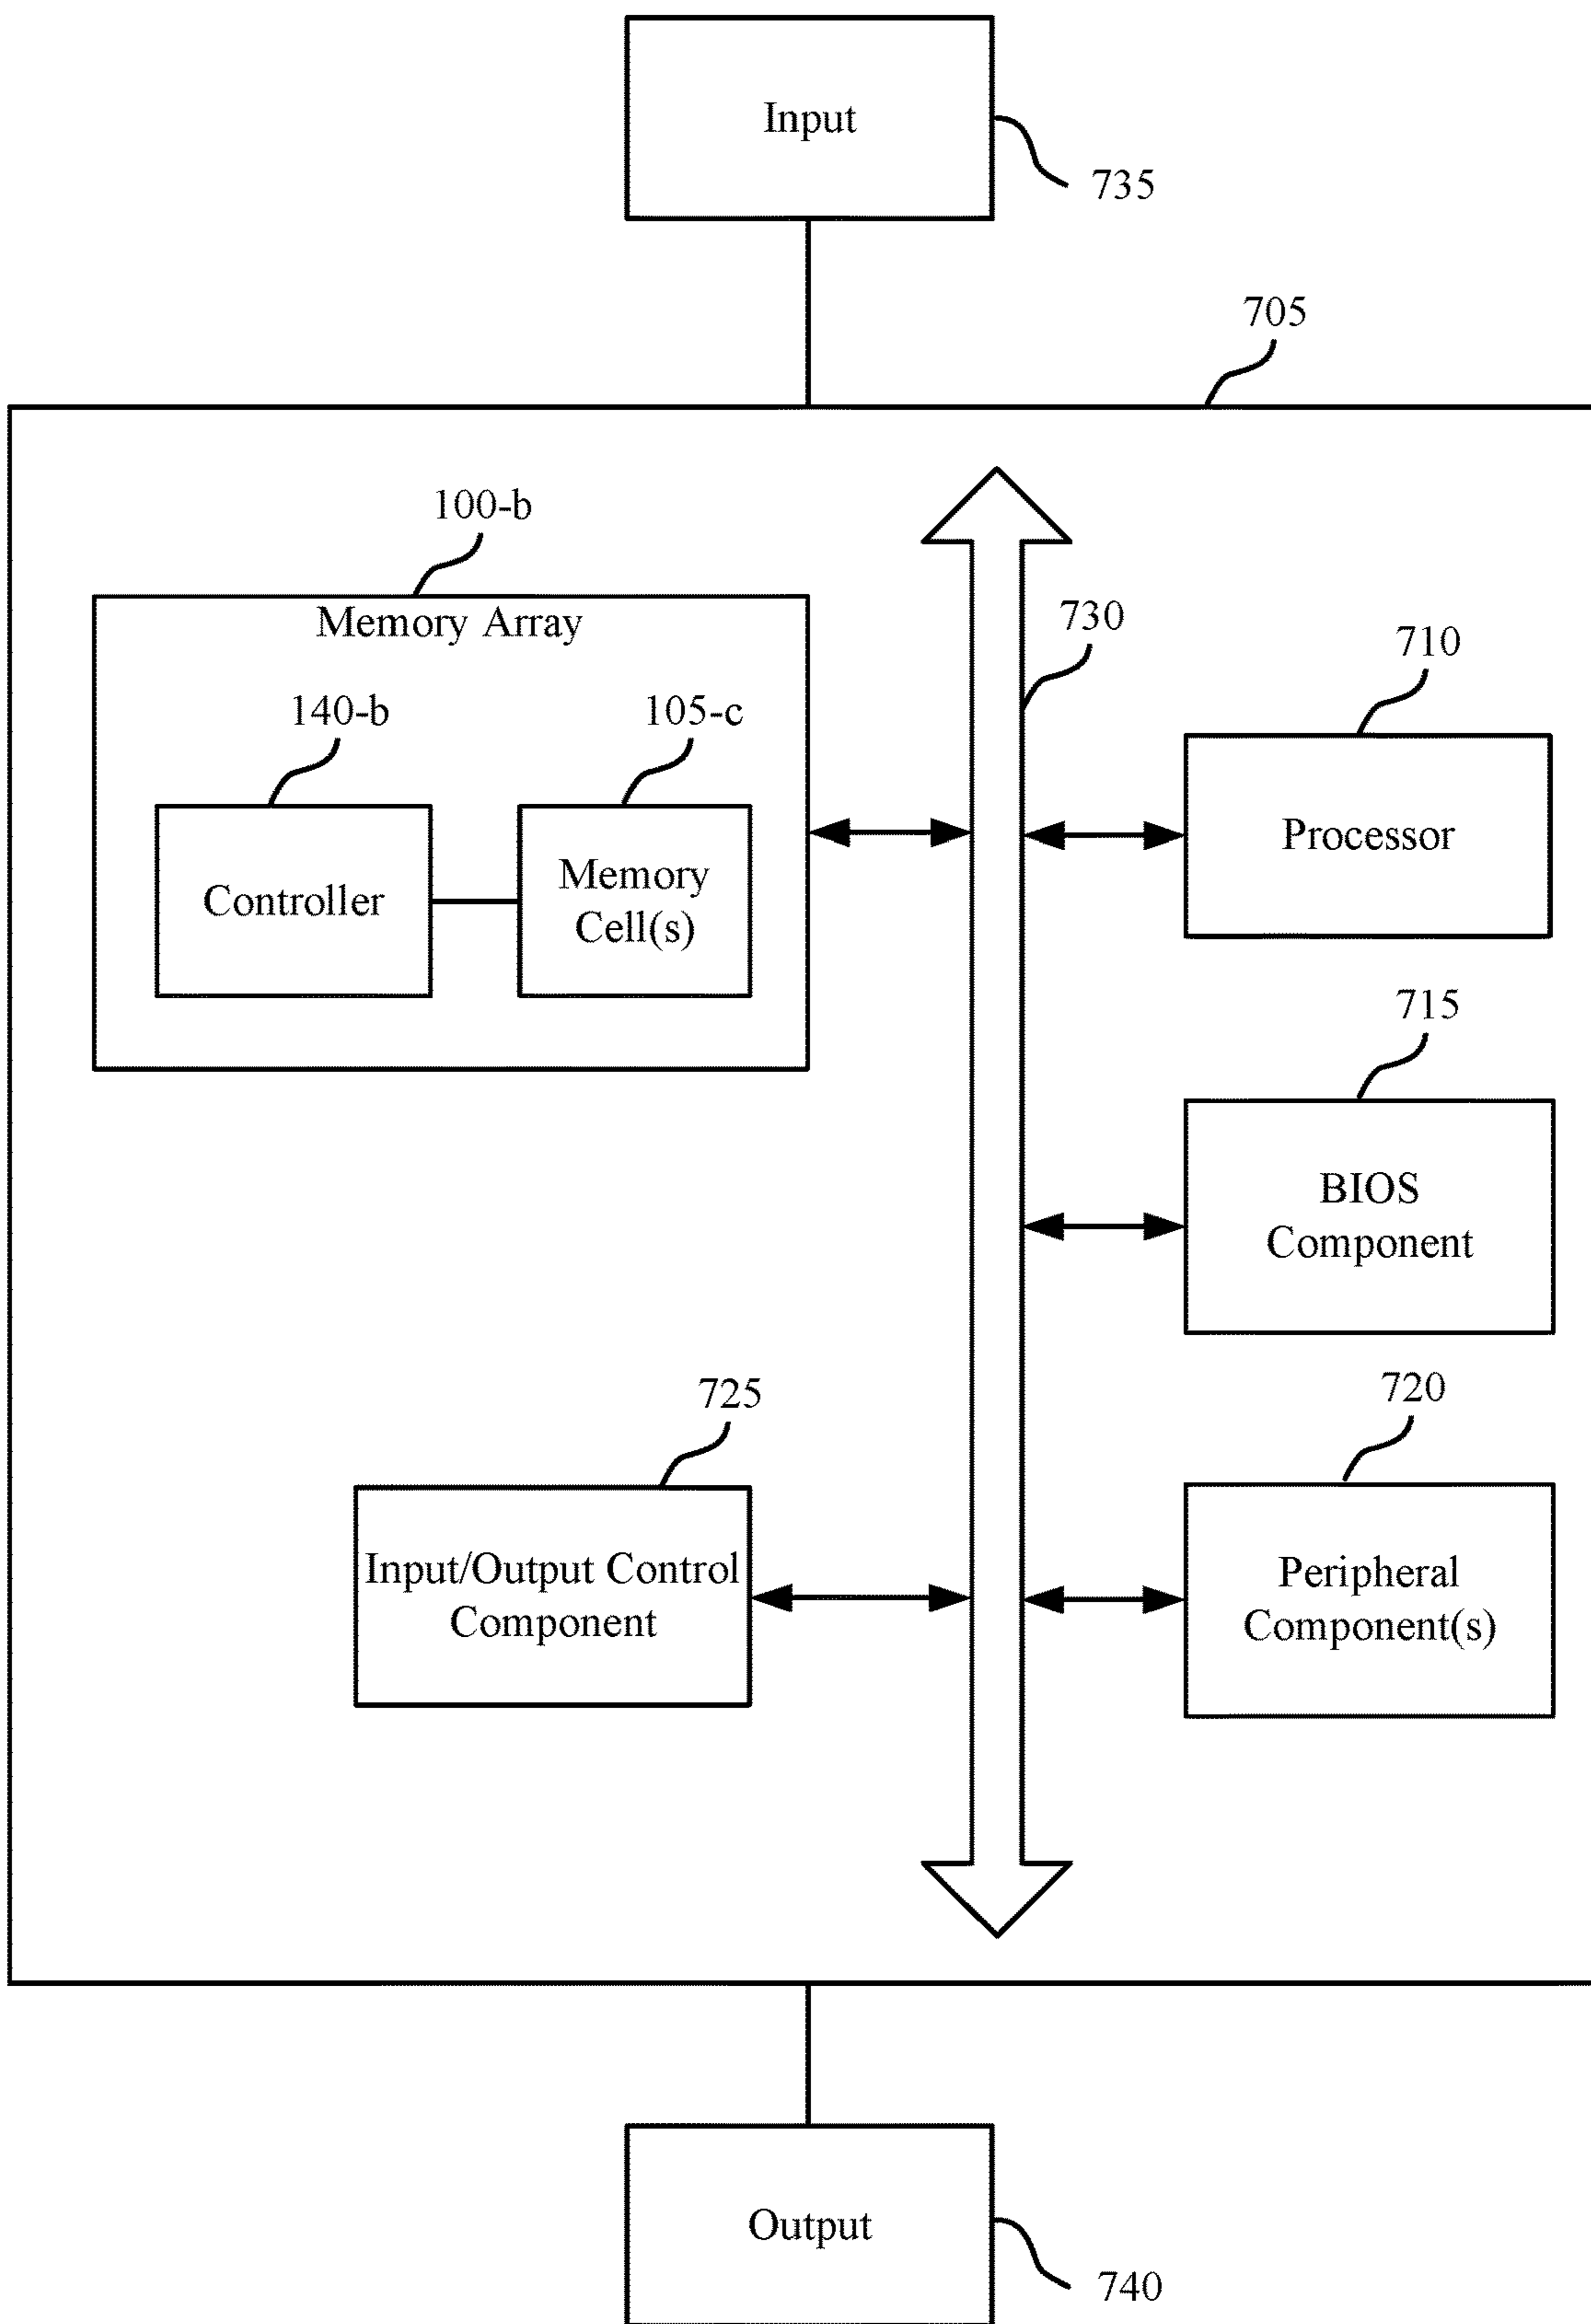 Input
735
705
100-b
Memory Array
730
710
140-b
105-c
Controller
Memory
Cell(s)
Processor
715
BIOS
Component
725
720
Input/Output Control
Component
Peripheral
Component(s)
Output
740